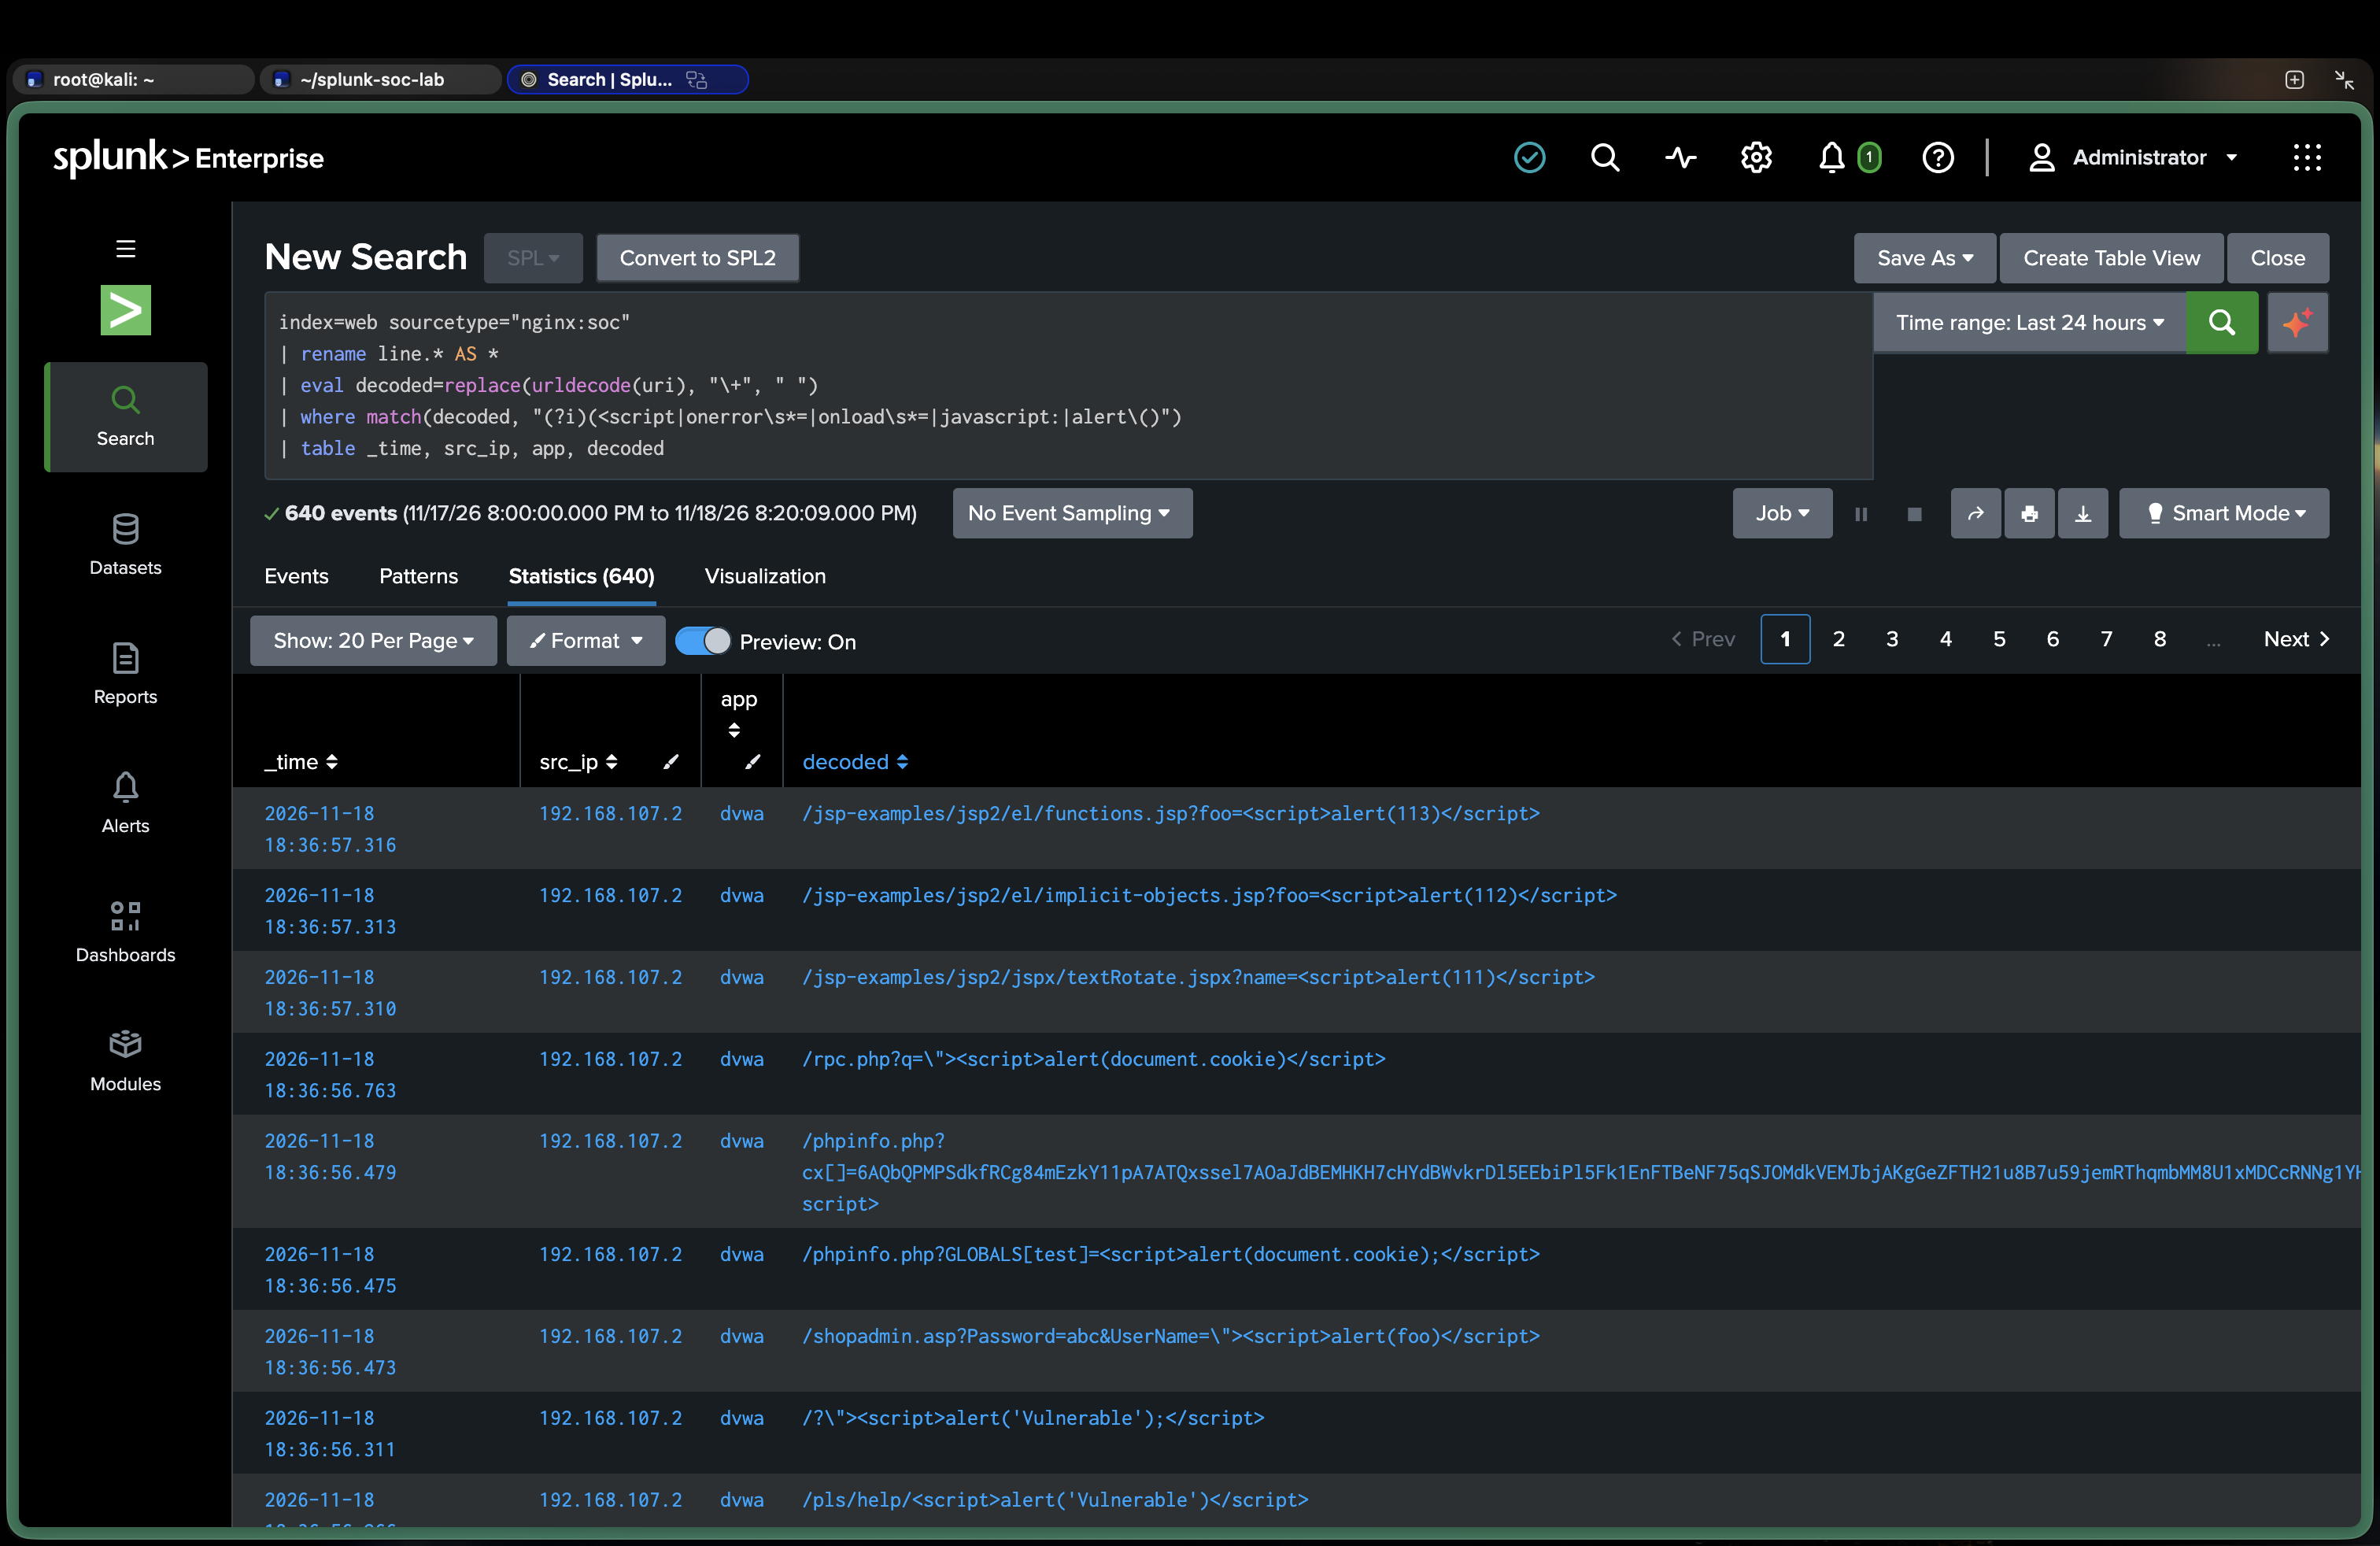 root@kali: ~
~/splunk-soc-lab
Search | Splu...
splunk>Enterprise
1
Administrator
New Search
SPL
Convert to SPL2
Save As
Create Table View
Close
index=web sourcetype="nginx:soc"
| rename line.* AS *
| eval decoded=replace(urldecode(uri), "\+", " ")
| where match(decoded, "(?i)(<script|onerror\s*=|onload\s*=|javascript:|alert\()")
| table _time, src_ip, app, decoded
Time range: Last 24 hours
Search
Datasets
Reports
Alerts
Dashboards
Modules
640 events (11/17/26 8:00:00.000 PM to 11/18/26 8:20:09.000 PM)
No Event Sampling
Job
Smart Mode
Events
Patterns
Statistics (640)
Visualization
Show: 20 Per Page
Format
Preview: On
< Prev
1
2
3
4
5
6
7
8
...
Next >
_time
src_ip
app
decoded
2026-11-18
18:36:57.316
192.168.107.2
dvwa
/jsp-examples/jsp2/el/functions.jsp?foo=<script>alert(113)</script>
2026-11-18
18:36:57.313
192.168.107.2
dvwa
/jsp-examples/jsp2/el/implicit-objects.jsp?foo=<script>alert(112)</script>
2026-11-18
18:36:57.310
192.168.107.2
dvwa
/jsp-examples/jsp2/jspx/textRotate.jspx?name=<script>alert(111)</script>
2026-11-18
18:36:56.763
192.168.107.2
dvwa
/rpc.php?q=\"><script>alert(document.cookie)</script>
2026-11-18
18:36:56.479
192.168.107.2
dvwa
/phpinfo.php?
cx[]=6AQbQPMPSdkfRCg84mEzkY11pA7ATQxssel7AOaJdBEMHKH7cHYdBWvkrDl5EEbiPl5Fk1EnFTBeNF75qSJOMdkVEMJbjAKgGeZFTH21u8B7u59jemRThqmbMM8U1xMDCcRNNg1YH
script>
2026-11-18
18:36:56.475
192.168.107.2
dvwa
/phpinfo.php?GLOBALS[test]=<script>alert(document.cookie);</script>
2026-11-18
18:36:56.473
192.168.107.2
dvwa
/shopadmin.asp?Password=abc&UserName=\"><script>alert(foo)</script>
2026-11-18
18:36:56.311
192.168.107.2
dvwa
/?\"><script>alert('Vulnerable');</script>
2026-11-18
192.168.107.2
dvwa
/pls/help/<script>alert('Vulnerable')</script>